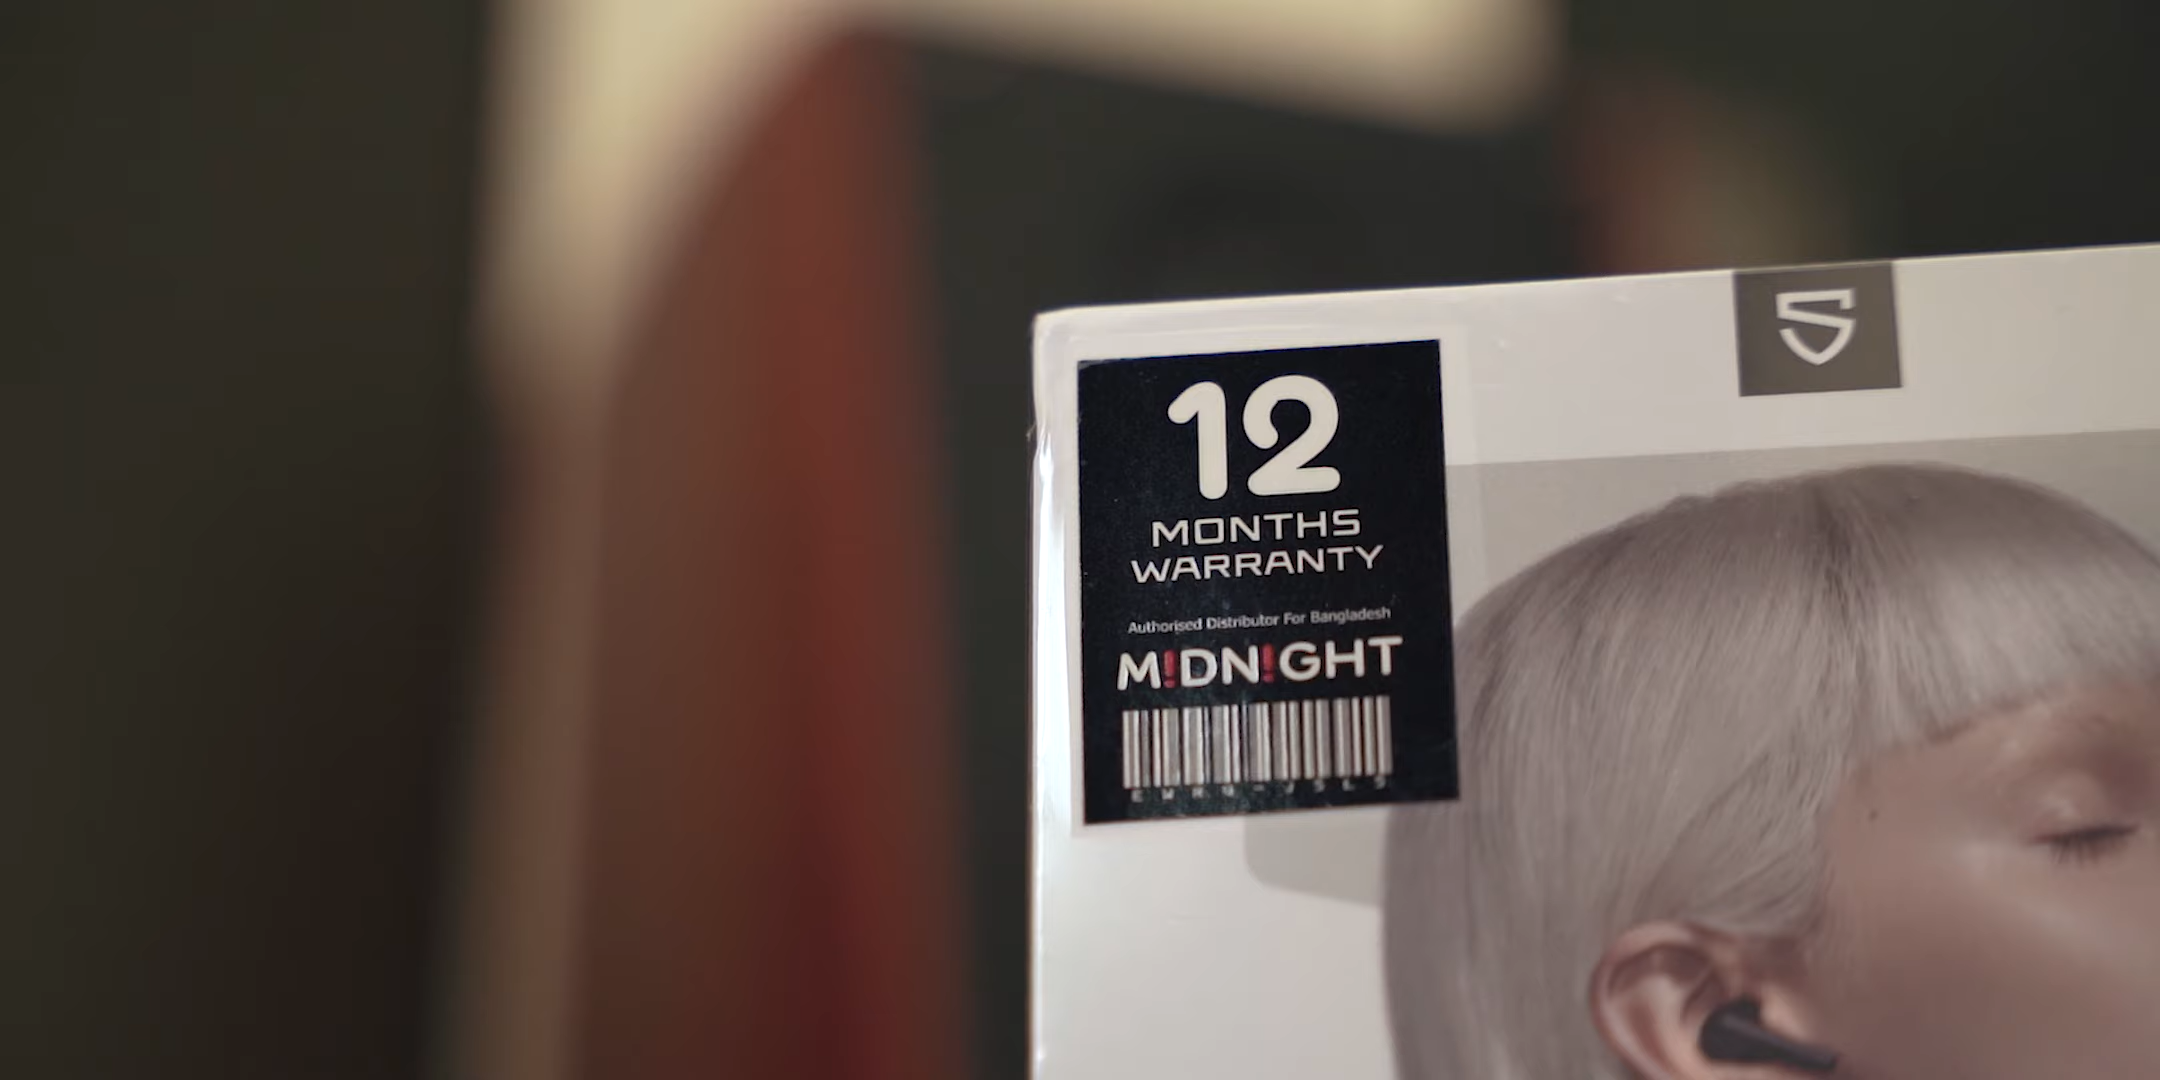 12
MONTHS
WARRANTY
Authorised Distributor For Bangladesh
M!DN!GHT